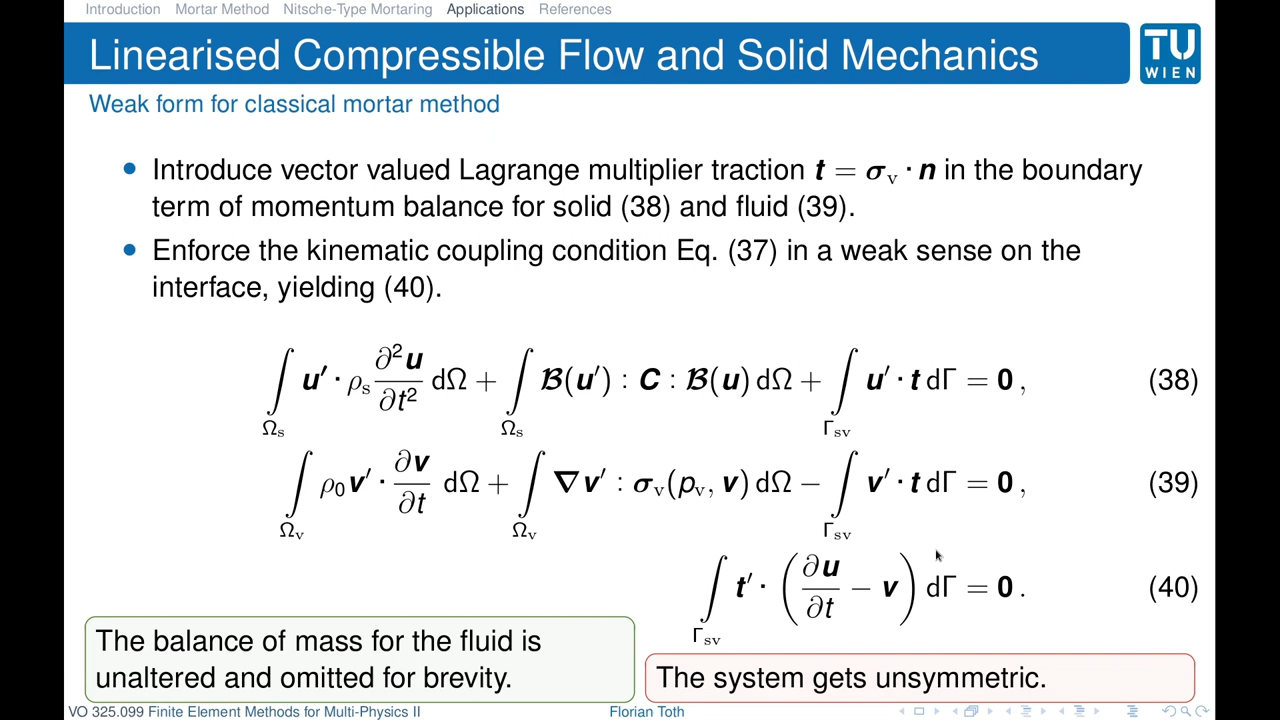 Introduction Mortar Method Nitsche-Type Mortaring Applications References
Linearised Compressible Flow and Solid Mechanics
TU WIEN
Weak form for classical mortar method
• Introduce vector valued Lagrange multiplier traction t = σ_v · n in the boundary
term of momentum balance for solid (38) and fluid (39).
• Enforce the kinematic coupling condition Eq. (37) in a weak sense on the
interface, yielding (40).
∫_{Ω_s} u′ · ρ_s ∂²u/∂t² dΩ + ∫_{Ω_s} 𝓑(u′) : C : 𝓑(u) dΩ + ∫_{Γ_sv} u′ · t dΓ = 0 , (38)
∫_{Ω_v} ρ₀v′ · ∂v/∂t dΩ + ∫_{Ω_v} ∇v′ : σ_v(p_v, v) dΩ − ∫_{Γ_sv} v′ · t dΓ = 0 , (39)
∫_{Γ_sv} t′ · (∂u/∂t − v) dΓ = 0 . (40)
The balance of mass for the fluid is
unaltered and omitted for brevity.
The system gets unsymmetric.
VO 325.099 Finite Element Methods for Multi-Physics II Florian Toth